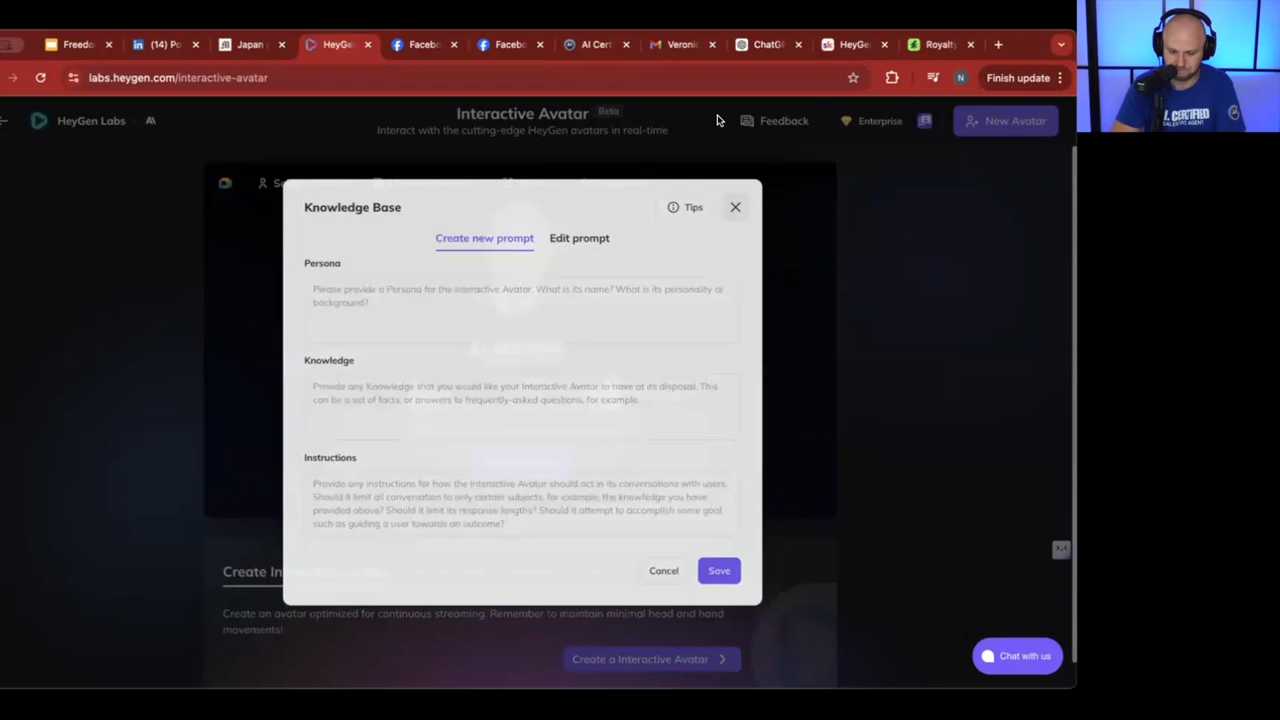 Freedo
(14) Po
Japan
HeyGe
Faceb
Faceb
AI Cert
Veronic
ChatG
HeyGe
Royalty
labs.heygen.com/interactive-avatar
N
Finish update
HeyGen Labs
Interactive Avatar Beta
Interact with the cutting-edge HeyGen avatars in real-time
Feedback
Enterprise
New Avatar
Knowledge Base
Tips
Create new prompt
Edit prompt
Persona
Please provide a Persona for the Interactive Avatar. What is its name? What is its personality or
background?
Knowledge
Provide any Knowledge that you would like your Interactive Avatar to have at its disposal. This
can be a set of facts, or answers to frequently-asked questions, for example.
Instructions
Provide any instructions for how the Interactive Avatar should act in its conversations with users.
Should it limit all conversation to only certain subjects, for example, the knowledge you have
provided above? Should it limit its response lengths? Should it attempt to accomplish some goal,
such as guiding a user towards an outcome?
Cancel
Save
Create In
Create an avatar optimized for continuous streaming. Remember to maintain minimal head and hand
movements!
Create a Interactive Avatar
Chat with us
CERTIFIED